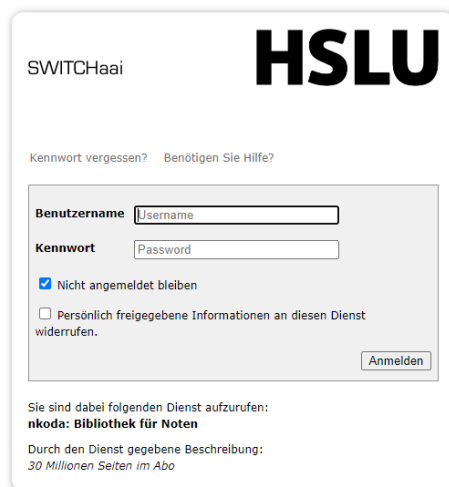 SWITCHaai
HSLU
Kennwort vergessen? Benötigen Sie Hilfe?
Benutzername Username
Kennwort Password
Nicht angemeldet bleiben
Persönlich freigegebene Informationen an diesen Dienst
widerrufen.
Anmelden
Sie sind dabei folgenden Dienst aufzurufen:
nkoda: Bibliothek für Noten
Durch den Dienst gegebene Beschreibung:
30 Millionen Seiten im Abo